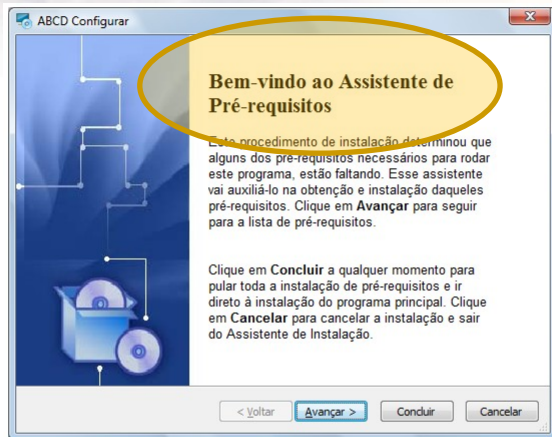 ABCD Configurar
Bem-vindo ao Assistente de
Pré-requisitos
Este procedimento de instalação determinou que
alguns dos pré-requisitos necessários para rodar
este programa, estão faltando. Esse assistente
vai auxiliá-lo na obtenção e instalação daqueles
pré-requisitos. Clique em Avançar para seguir
para a lista de pré-requisitos.
Clique em Concluir a qualquer momento para
pular toda a instalação de pré-requisitos e ir
direto à instalação do programa principal. Clique
em Cancelar para cancelar a instalação e sair
do Assistente de Instalação.
< Voltar Avançar > Concluir Cancelar